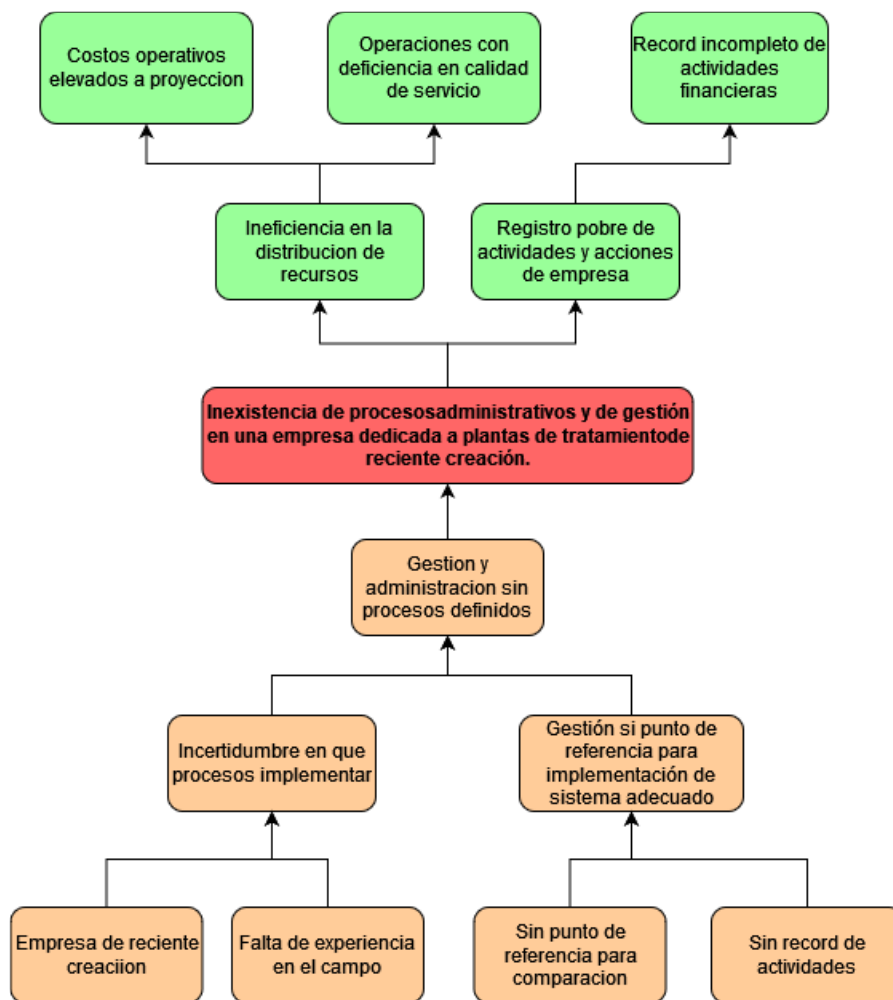 Costos operativos
elevados a proyeccion
Operaciones con
deficiencia en calidad
de servicio
Record incompleto de
actividades
financieras
Ineficiencia en la
distribucion de
recursos
Registro pobre de
actividades y acciones
de empresa
Inexistencia de procesosadministrativos y de gestión
en una empresa dedicada a plantas de tratamientode
reciente creación.
Gestion y
administracion sin
procesos definidos
Incertidumbre en que
procesos implementar
Gestión si punto de
referencia para
implementación de
sistema adecuado
Empresa de reciente
creaciion
Falta de experiencia
en el campo
Sin punto de
referencia para
comparacion
Sin record de
actividades